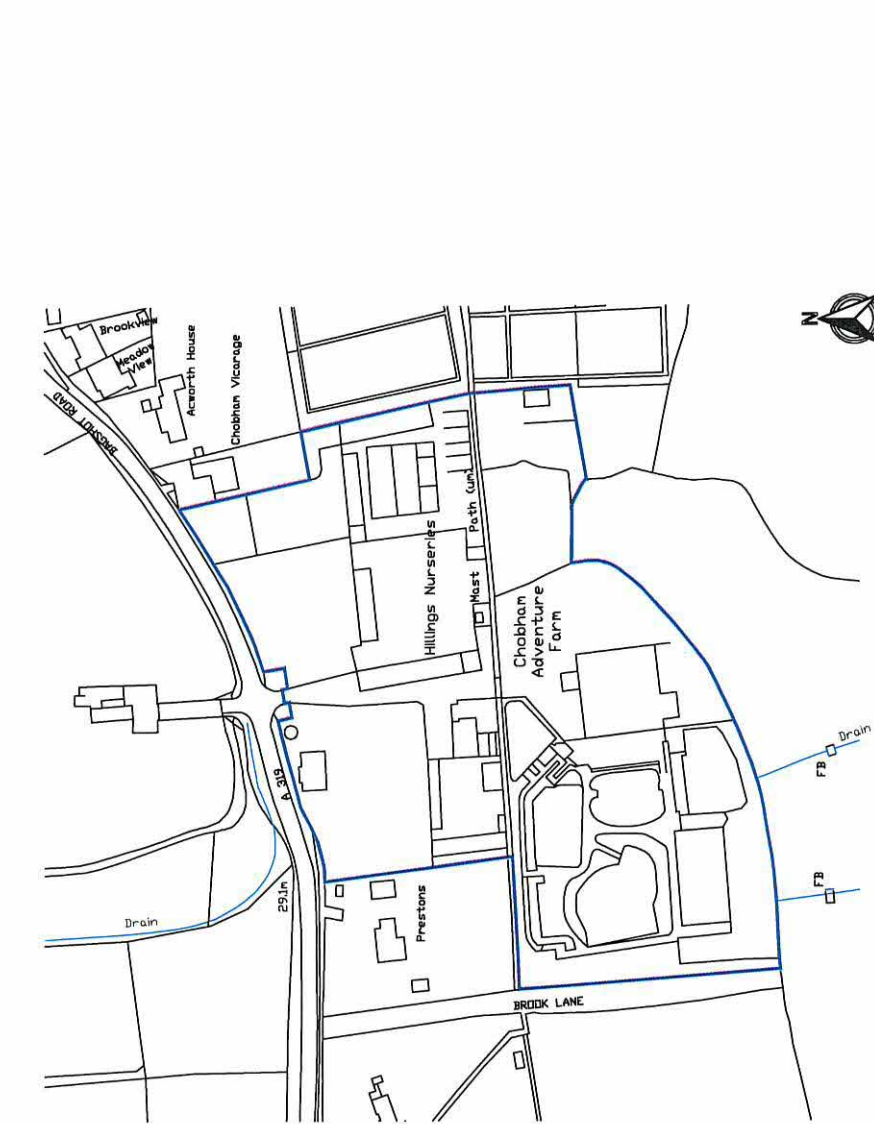 N
Brookview
Meadow
View
BAGSHOT ROAD
Acworth House
Chobham Vicarage
Hillings Nurseries
Path (um)
Mast
Chobham
Adventure
Farm
A 319
29.1m
Drain
Prestons
BROOK LANE
FB
Drain
FB